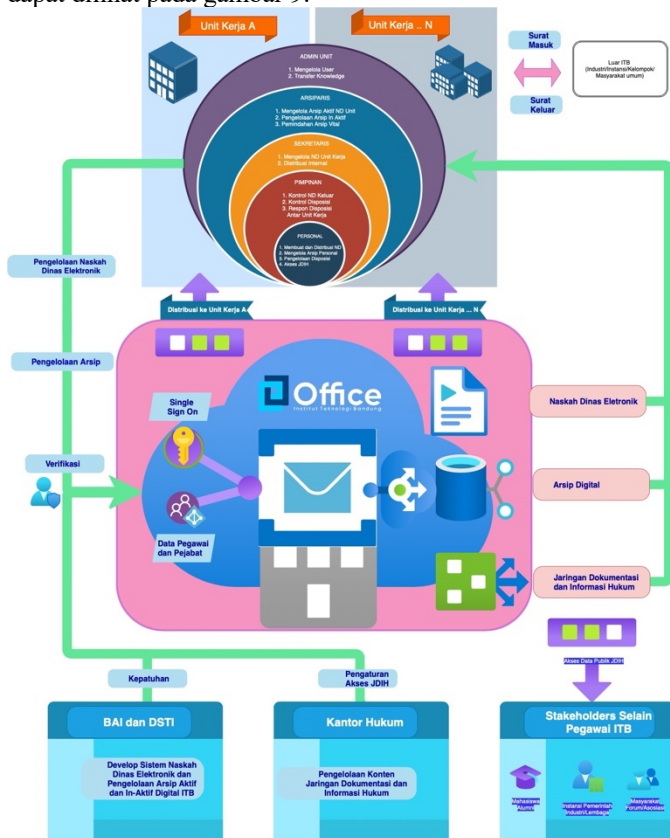 dapat dilihat pada gambar 9.
Unit Kerja A
Unit Kerja .. N
Surat
Masuk
Surat
Keluar
Luar ITB
(Industri/Instansi/Kelompok/
Masyarakat umum)
ADMIN UNIT
1. Mengelola User
2. Transfer Knowledge
ARSIPARIS
1. Mengelola Arsip Aktif ND Unit
2. Pengelolaan Arsip In Aktif
3. Pemindahan Arsip Vital
SEKRETARIS
1. Mengelola ND Unit Kerja
2. Distribusi Internal
PIMPINAN
1. Kontrol ND Keluar
2. Kontrol Disposisi
3. Respon Disposisi
Antar Unit Kerja
PERSONAL
1. Membuat dan Distribusi ND
2. Mengelola Arsip Personal
3. Pengelolaan Disposisi
4. Akses JDIH
Pengelolaan Naskah
Dinas Elektronik
Pengelolaan Arsip
Verifikasi
Distribusi ke Unit Kerja A
Distribusi ke Unit Kerja ... N
Single
Sign On
Office
Institut Teknologi Bandung
Data Pegawai
dan Pejabat
Naskah Dinas Eletronik
Arsip Digital
Jaringan Dokumentasi
dan Informasi Hukum
Akses Data Publik JDIH
Kepatuhan
Pengaturan
Akses JDIH
BAI dan DSTI
Develop Sistem Naskah
Dinas Elektronik dan
Pengelolaan Arsip Aktif
dan In-Aktif Digital ITB
Kantor Hukum
Pengelolaan Konten
Jaringan Dokumentasi dan
Informasi Hukum
Stakeholders Selain
Pegawai ITB
Mahasiswa
Alumni
Instansi Pemerintah
Industri/Lembaga
Masyarakat
Forum/Asosiasi